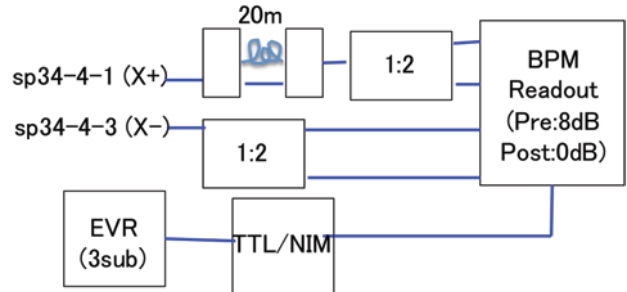 20m
sp34-4-1 (X+)
1:2
BPM
Readout
(Pre:8dB
Post:0dB)
sp34-4-3 (X-)
1:2
EVR
(3sub)
TTL/NIM